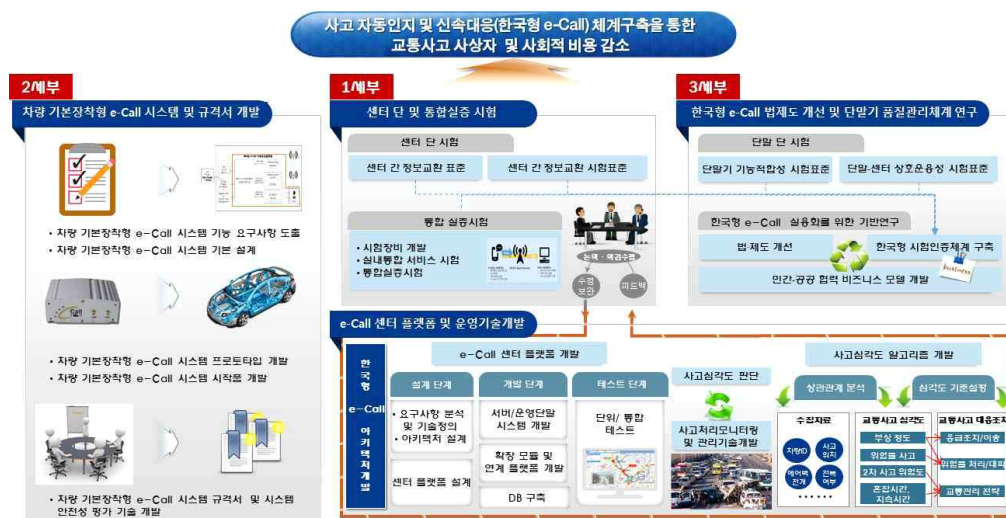 사고 자동인지 및 신속대응(한국형 e-Call) 체계구축을 통한
교통사고 사상자 및 사회적 비용 감소
2세부
차량 기본장착형 e-Call 시스템 및 규격서 개발
• 차량 기본장착형 e-Call 시스템 기능 요구사항 도출
• 차량 기본장착형 e-Call 시스템 기본 설계
• 차량 기본장착형 e-Call 시스템 프로토타입 개발
• 차량 기본장착형 e-Call 시스템 시작품 개발
• 차량 기본장착형 e-Call 시스템 규격서 및 시스템
안전성 평가 기술 개발
1세부
센터 단 및 통합실증 시험
센터 단 시험
센터 간 정보교환 표준
센터 간 정보교환 시험표준
통합 실증시험
• 시험장비 개발
• 실내통합 서비스 시험
• 통합실증시험
논의·의견수렴
수정
보완
피드백
3세부
한국형 e-Call 법제도 개선 및 단말기 품질관리체계 연구
단말 단 시험
단말기 기능적합성 시험표준
단말-센터 상호운용성 시험표준
한국형 e-Call 실용화를 위한 기반연구
법·제도 개선
한국형 시험인증체계 구축
business
민간-공공 협력 비즈니스 모델 개발
e-Call 센터 플랫폼 및 운영기술개발
한국형
e-Call
아키텍처개발
e-Call 센터 플랫폼 개발
설계 단계
• 요구사항 분석
및 기술정의
• 아키텍처 설계
센터 플랫폼 설계
개발 단계
서버/운영단말
시스템 개발
확장 모듈 및
연계 플랫폼 개발
DB 구축
테스트 단계
단위/ 통합
테스트
사고심각도 판단
사고처리모니터링
및 관리기술개발
사고심각도 알고리즘 개발
상관관계 분석
심각도 기준설정
수집자료
차량ID
사고
위치
에어백
전개
전복
여부
......
교통사고 심각도
부상 정도
위험물 사고
2차 사고 위험도
혼잡시간,
지속시간
교통사고 대응조치
응급조치/이송
위험물 처리/대피
교통관리 전략